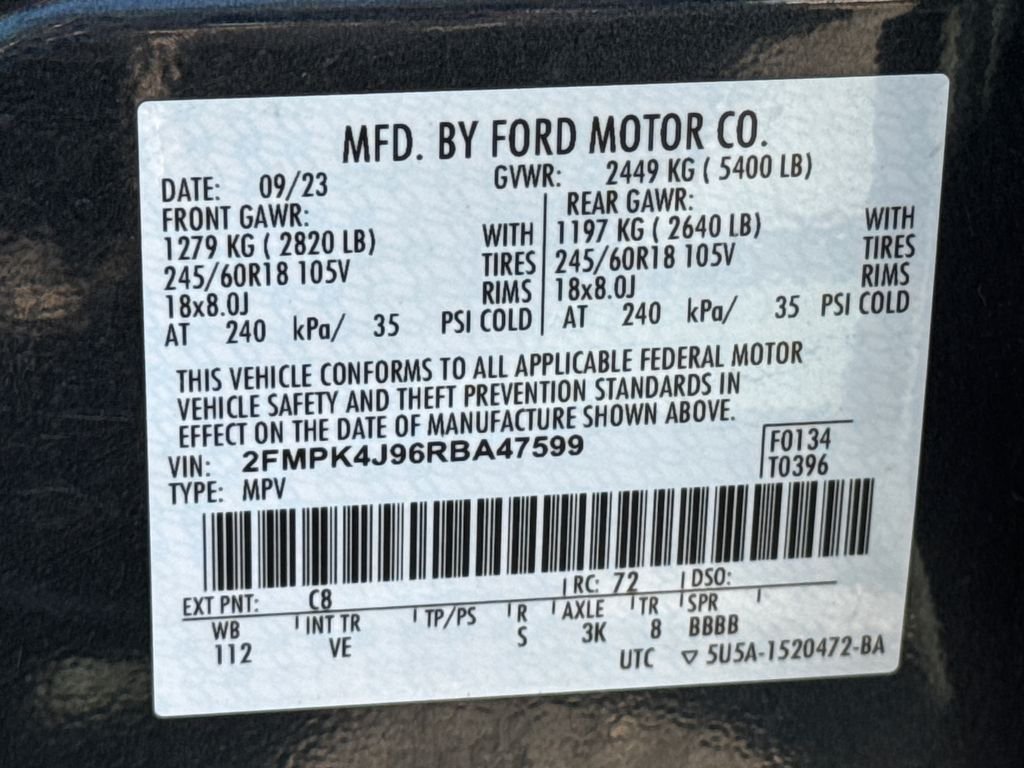 MFD. BY FORD MOTOR CO.
DATE: 09/23 GVWR: 2449 KG ( 5400 LB)
FRONT GAWR: REAR GAWR:
1279 KG ( 2820 LB) WITH 1197 KG ( 2640 LB) WITH
245/60R18 105V TIRES 245/60R18 105V TIRES
18x8.0J RIMS 18x8.0J RIMS
AT 240 kPa/ 35 PSI COLD AT 240 kPa/ 35 PSI COLD
THIS VEHICLE CONFORMS TO ALL APPLICABLE FEDERAL MOTOR
VEHICLE SAFETY AND THEFT PREVENTION STANDARDS IN
EFFECT ON THE DATE OF MANUFACTURE SHOWN ABOVE.
VIN: 2FMPK4J96RBA47599 F0134
TYPE: MPV T0396
EXT PNT: C8 RC: 72 DSO:
WB INT TR TP/PS R AXLE TR SPR
112 VE S 3K 8 BBBB
UTC ▽ 5U5A-1520472-BA